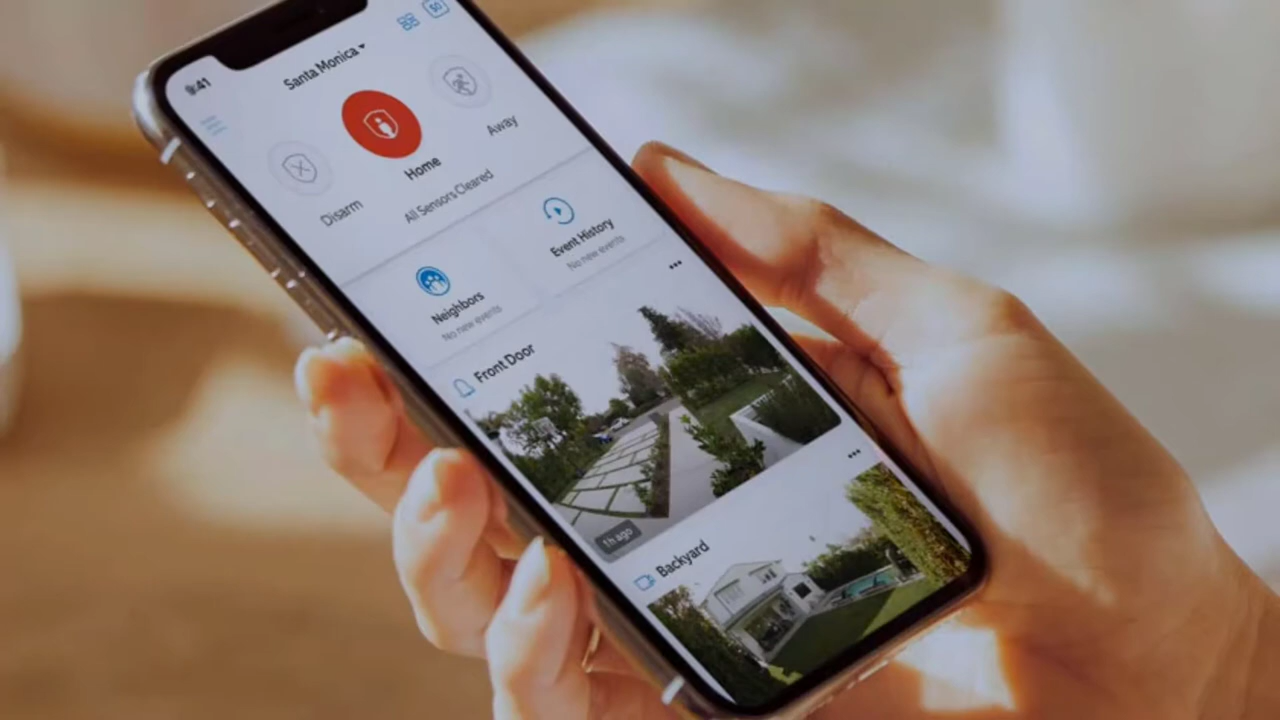 9:41
Santa Monica
Disarm
Home
Away
All Sensors Cleared
Neighbors
No new events
Event History
No new events
Front Door
1h ago
Backyard